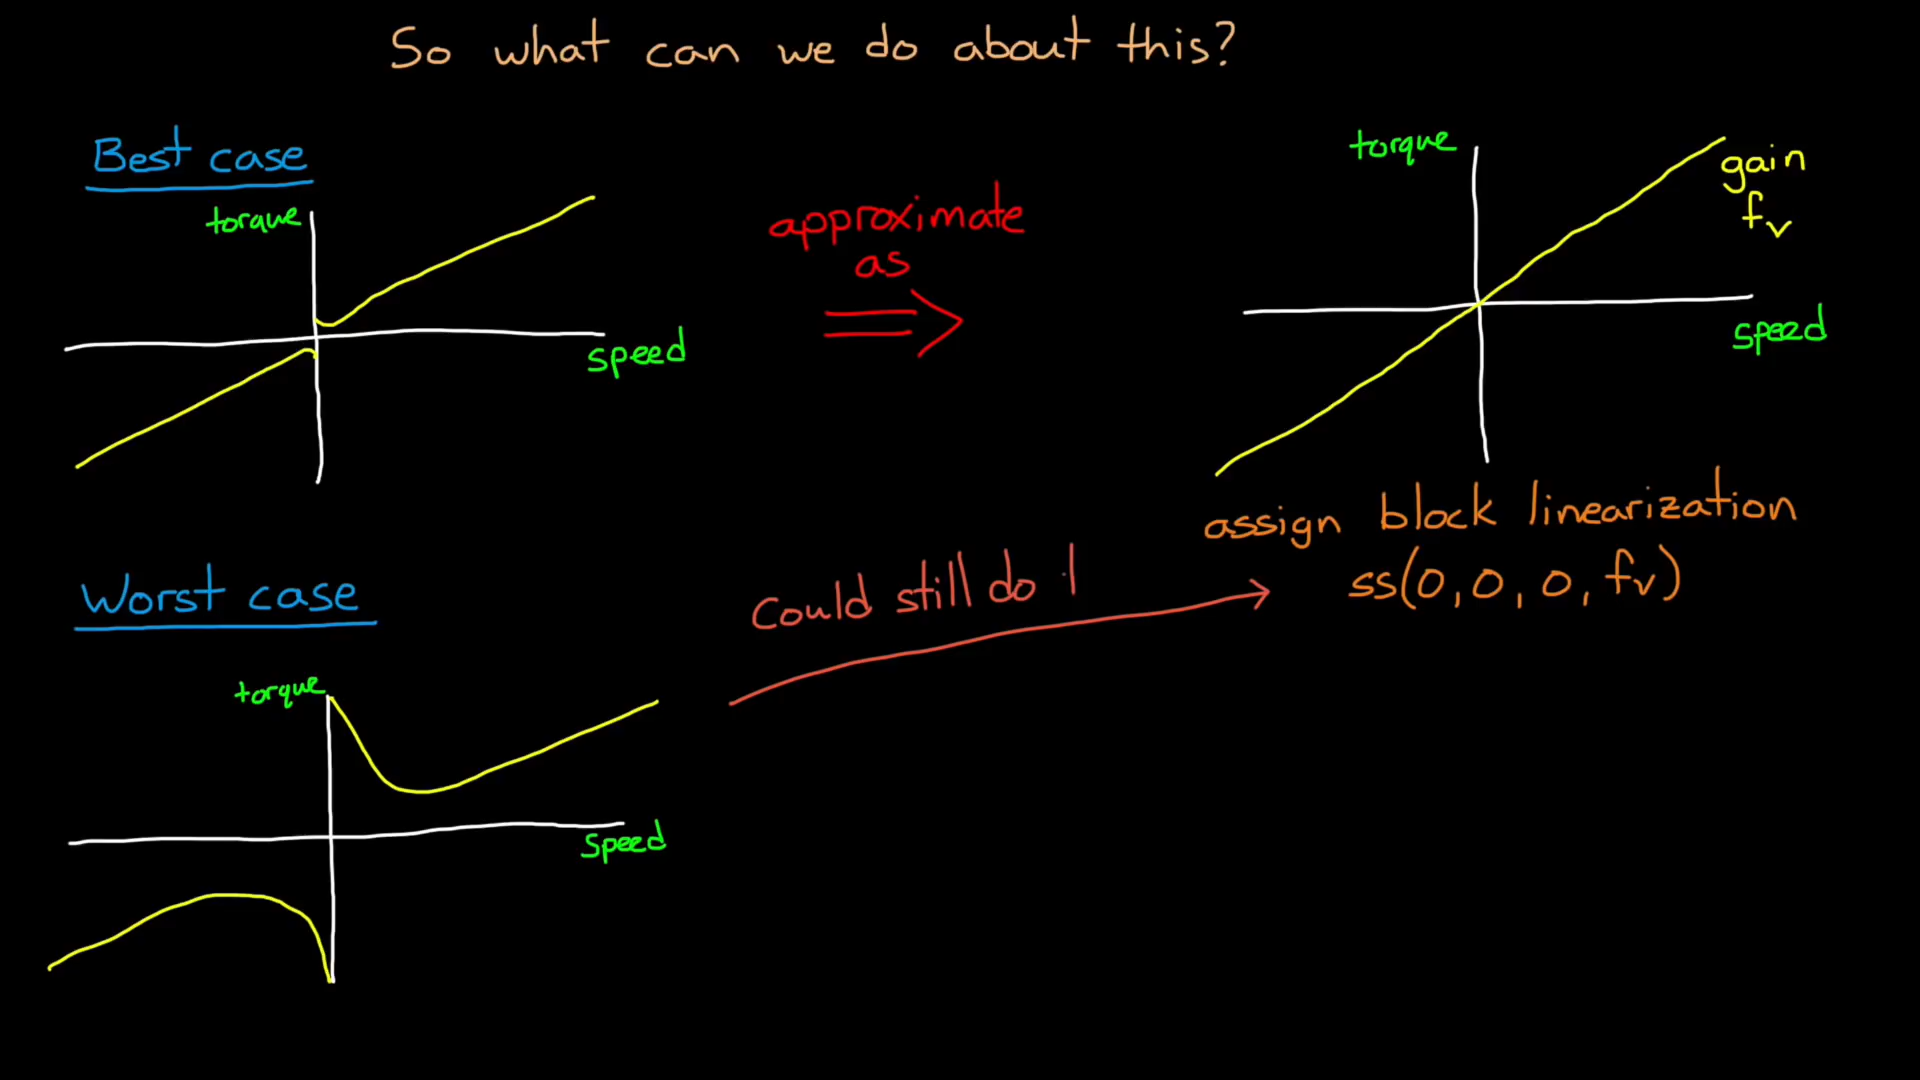 So what can we do about this?
Best case
torque
speed
approximate
as
torque
gain
fv
speed
assign block linearization
ss(0,0,0,fv)
Worst case
Could still do
torque
speed